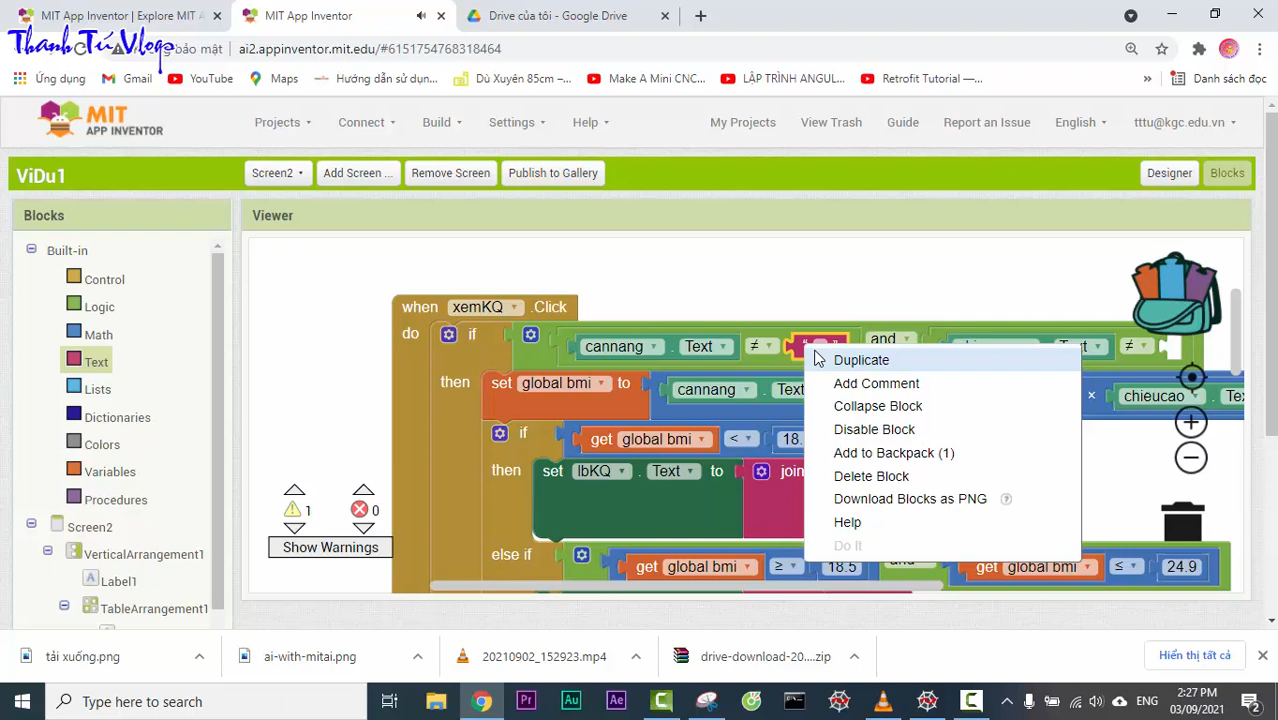 MIT App Inventor | Explore MIT A
MIT App Inventor
Drive của tôi - Google Drive
Thanh Tú Vlogs
bảo mật
ai2.appinventor.mit.edu/#6151754768318464
Ứng dụng
Gmail
YouTube
Maps
Hướng dẫn sử dụn...
Dù Xuyên 85cm –...
Make A Mini CNC...
LẬP TRÌNH ANGUL...
Retrofit Tutorial —...
»
Danh sách đọc
MIT
APP INVENTOR
Projects
Connect
Build
Settings
Help
My Projects
View Trash
Guide
Report an Issue
English
tttu@kgc.edu.vn
ViDu1
Screen2
Add Screen ...
Remove Screen
Publish to Gallery
Designer
Blocks
Blocks
Viewer
Built-in
Control
Logic
Math
Text
Lists
Dictionaries
Colors
Variables
Procedures
Screen2
VerticalArrangement1
Label1
TableArrangement1
when xemKQ .Click
do if cannang . Text ≠ “ ” and Text ≠
then set global bmi to cannang . Text × chieucao . Te
if get global bmi < 18.
then set lbKQ . Text to join
else if get global bmi ≥ 18.5 and get global bmi ≤ 24.9
1
0
Show Warnings
Duplicate
Add Comment
Collapse Block
Disable Block
Add to Backpack (1)
Delete Block
Download Blocks as PNG ?
Help
Do It
tải xuống.png
ai-with-mitai.png
20210902_152923.mp4
drive-download-20....zip
Hiển thị tất cả
Type here to search
Pr
Au
Ae
ENG
2:27 PM
03/09/2021
2